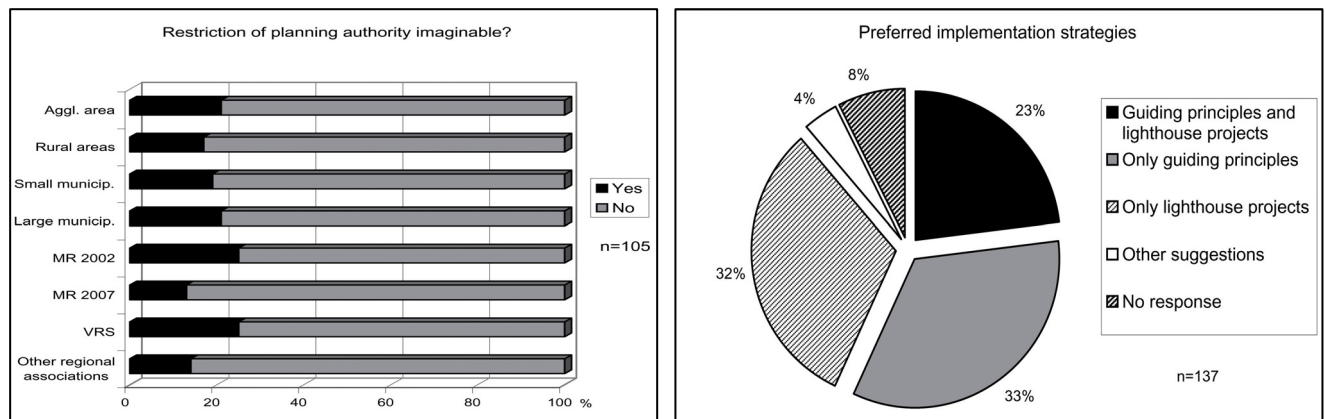 Restriction of planning authority imaginable?
Aggl. area
Rural areas
Small municip.
Large municip.
MR 2002
MR 2007
VRS
Other regional
associations
0 20 40 60 80 100 %
Yes
No
n=105
Preferred implementation strategies
8%
4%
23%
32%
33%
Guiding principles and
lighthouse projects
Only guiding principles
Only lighthouse projects
Other suggestions
No response
n=137